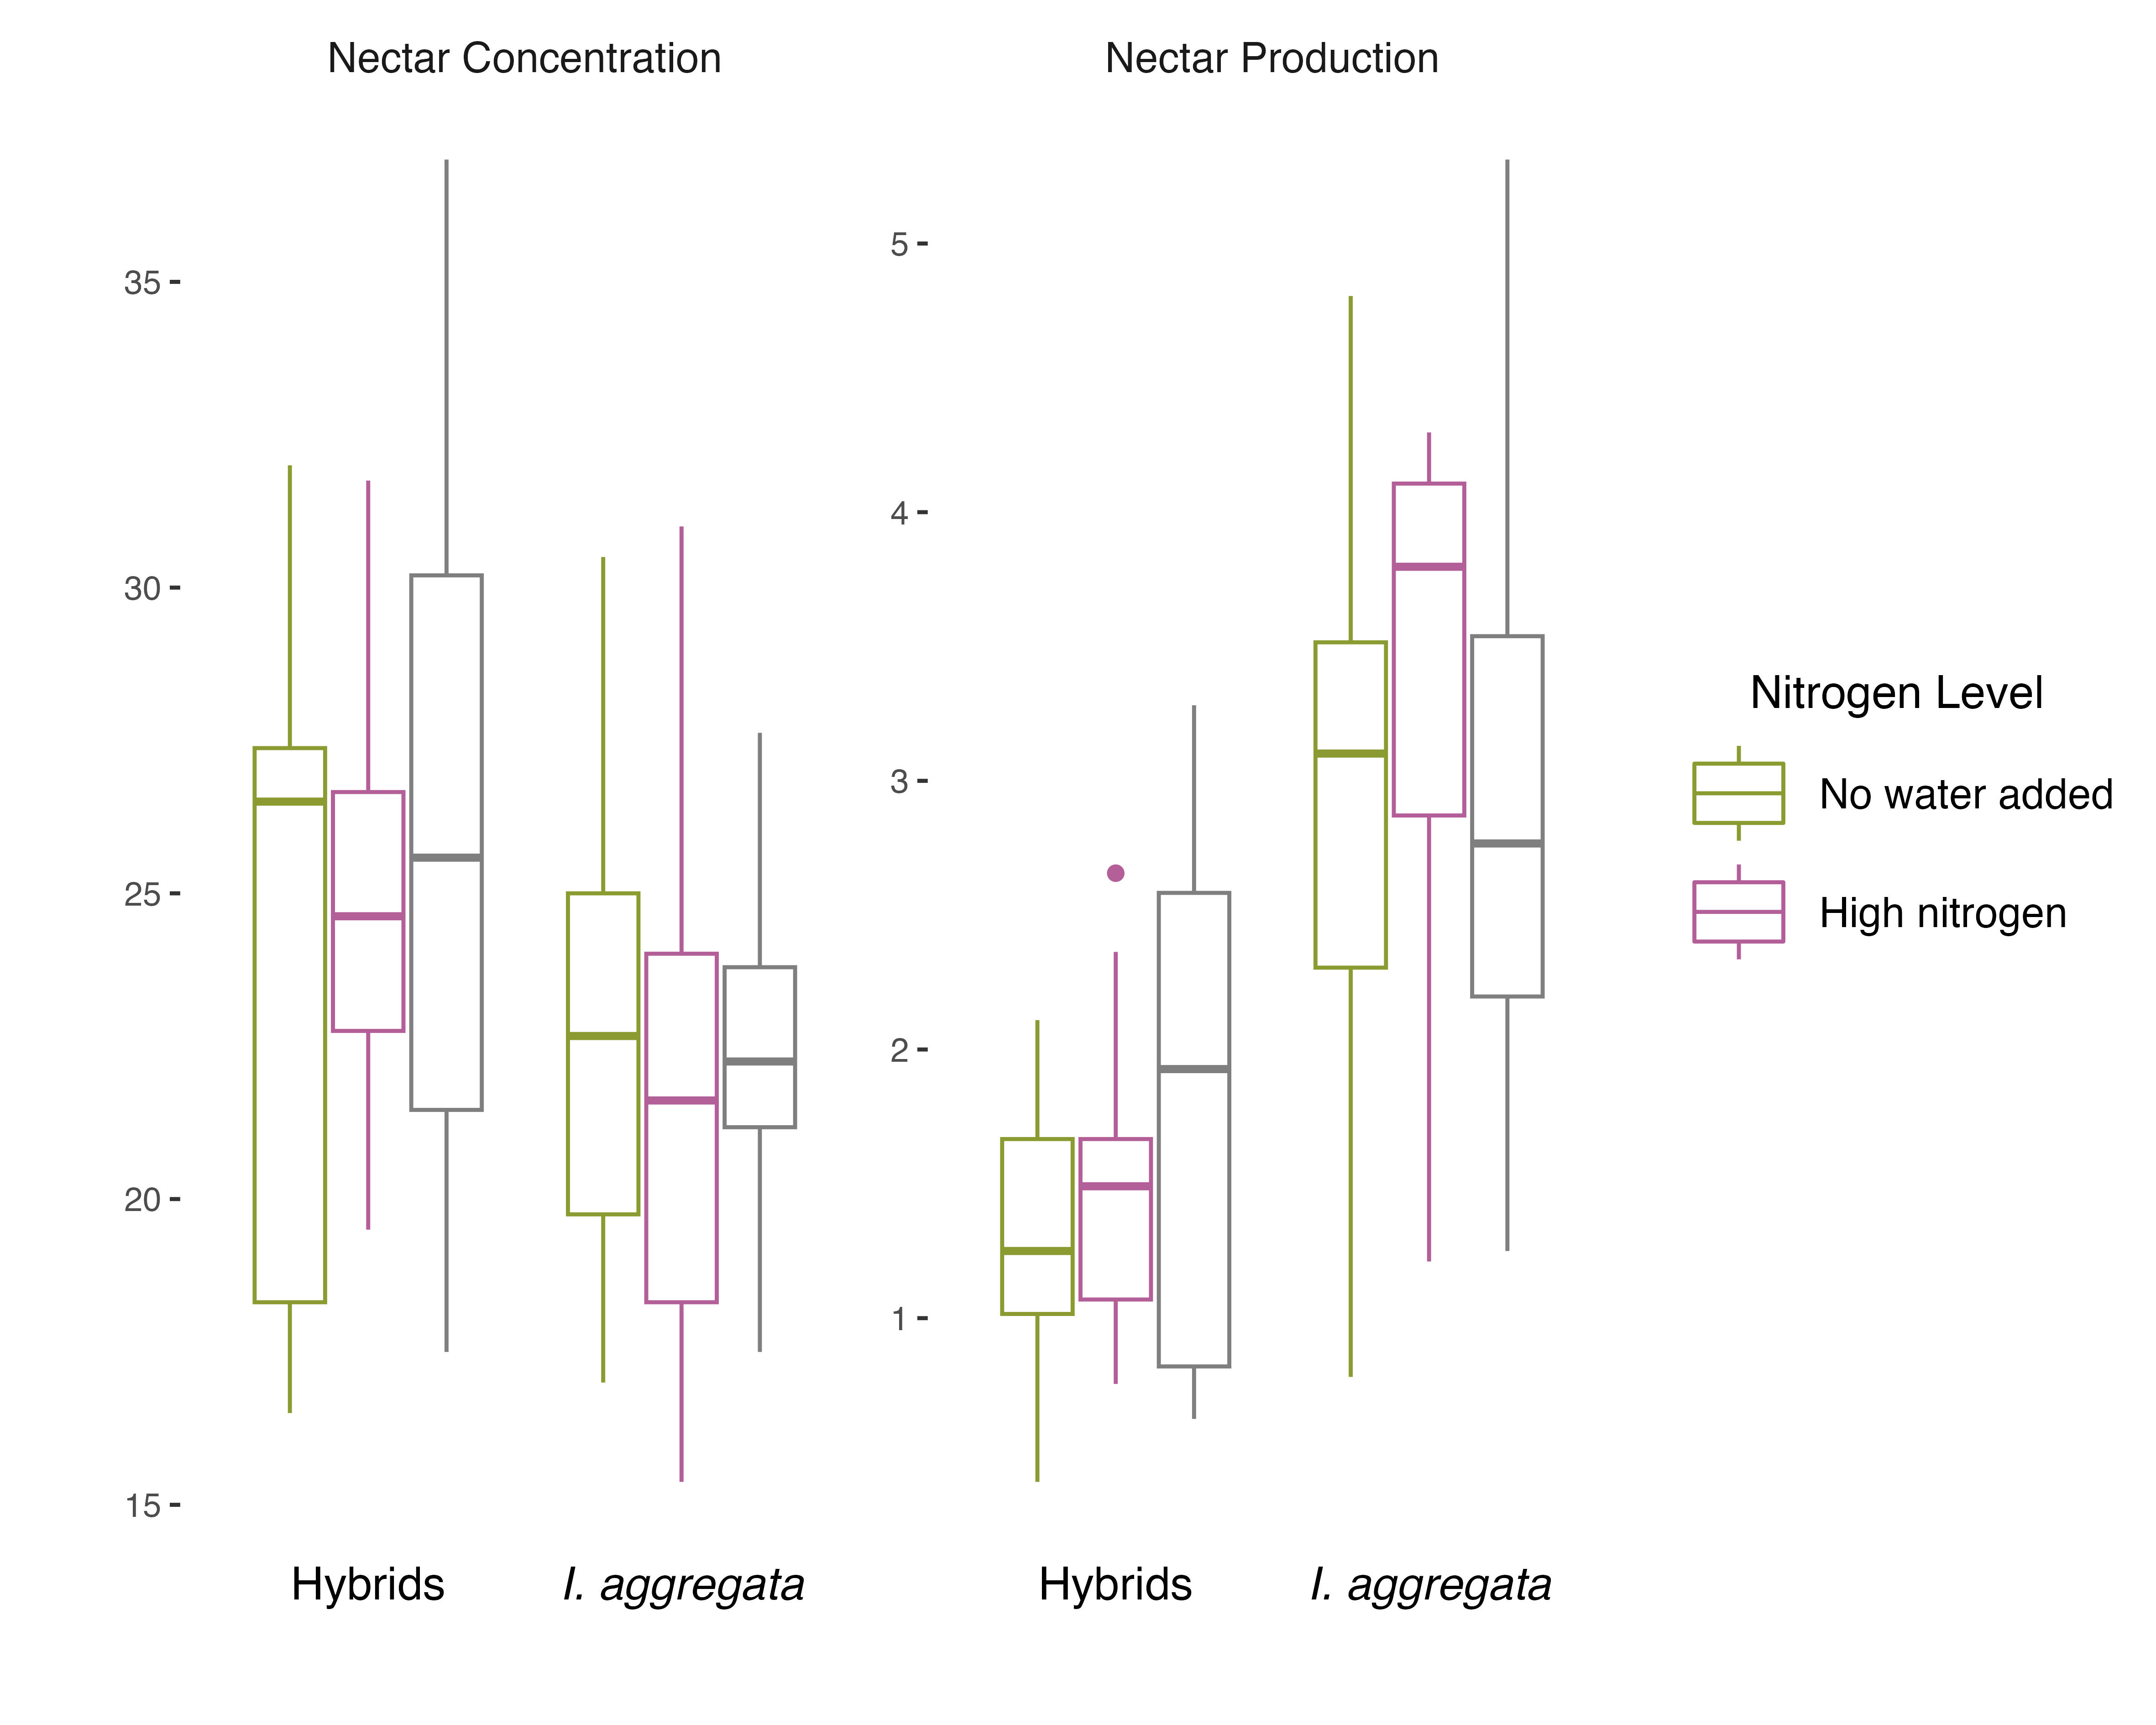 Nectar Concentration
Nectar Production
35
30
25
20
15
5
4
3
2
1
Hybrids
I. aggregata
Hybrids
I. aggregata
Nitrogen Level
No water added
High nitrogen